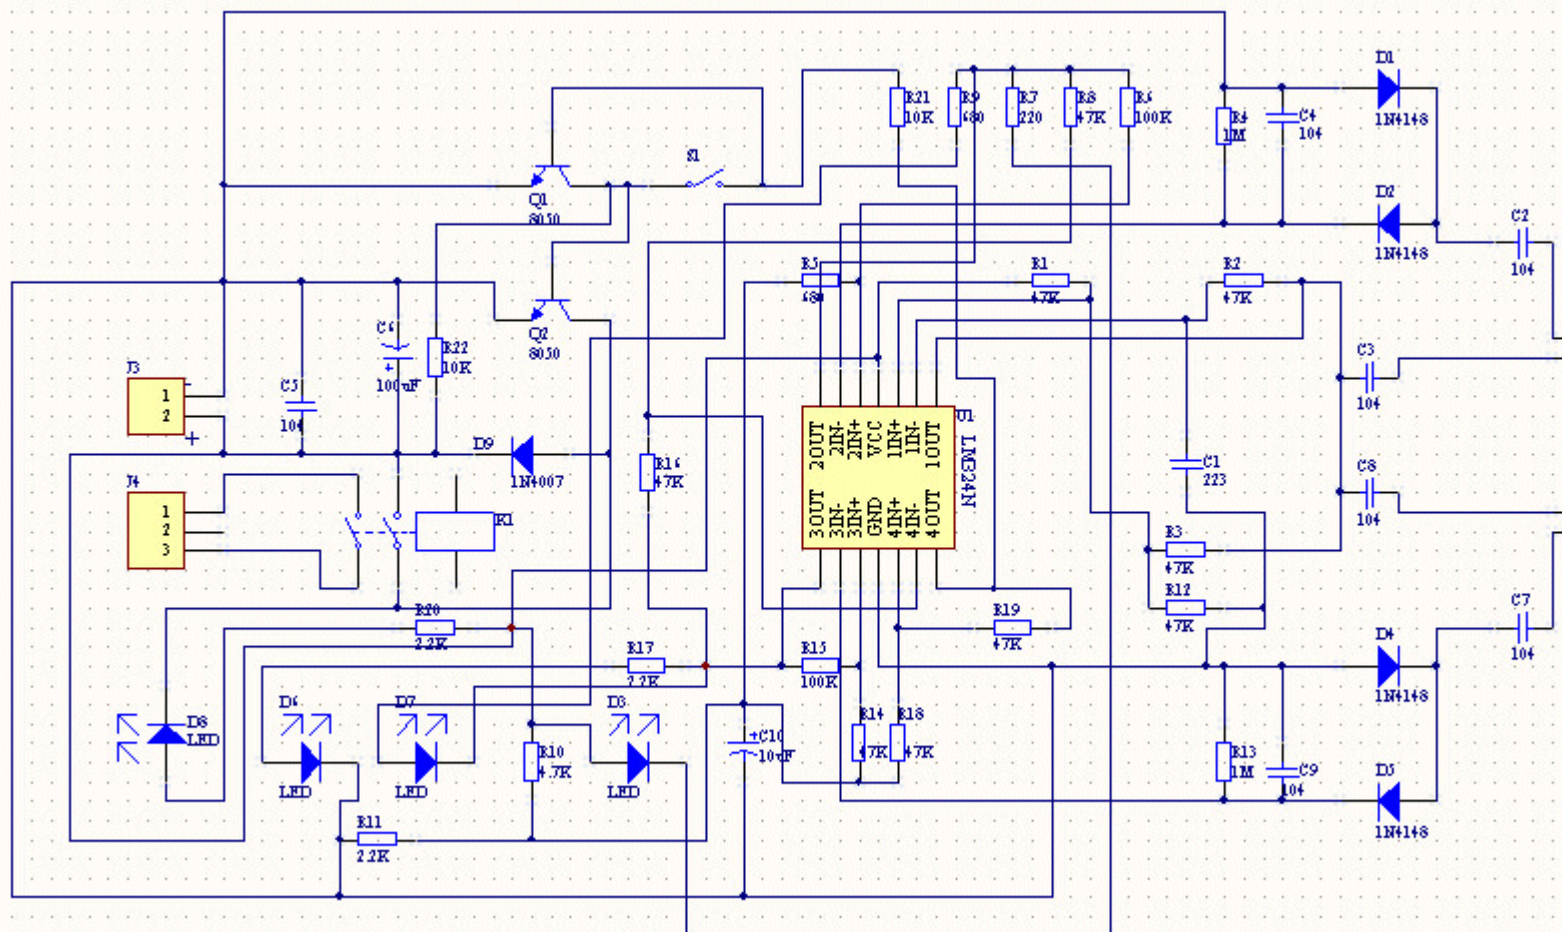 D1
1N4148
R21
10K
R9
680
R7
220
R8
47K
R6
100K
R4
1M
C4
104
S1
Q1
8050
D2
1N4148
C2
104
R5
680
R1
47K
R2
47K
C6
+
100uF
R22
10K
Q2
8050
C3
104
J3
-
1
2
+
C5
104
U1
LM324N
2OUT
2IN-
2IN+
VCC
1IN+
1IN-
1OUT
3OUT
3IN-
3IN+
GND
4IN+
4IN-
4OUT
D9
1N4007
R16
47K
C1
223
C8
104
J4
1
2
3
K1
R3
47K
R12
47K
R20
2.2K
R19
47K
C7
104
R17
2.2K
R15
100K
D4
1N4148
D8
LED
D6
LED
D7
LED
R10
4.7K
D3
LED
+
C10
10uF
R14
47K
R18
47K
R13
1M
C9
104
D5
1N4148
R11
2.2K